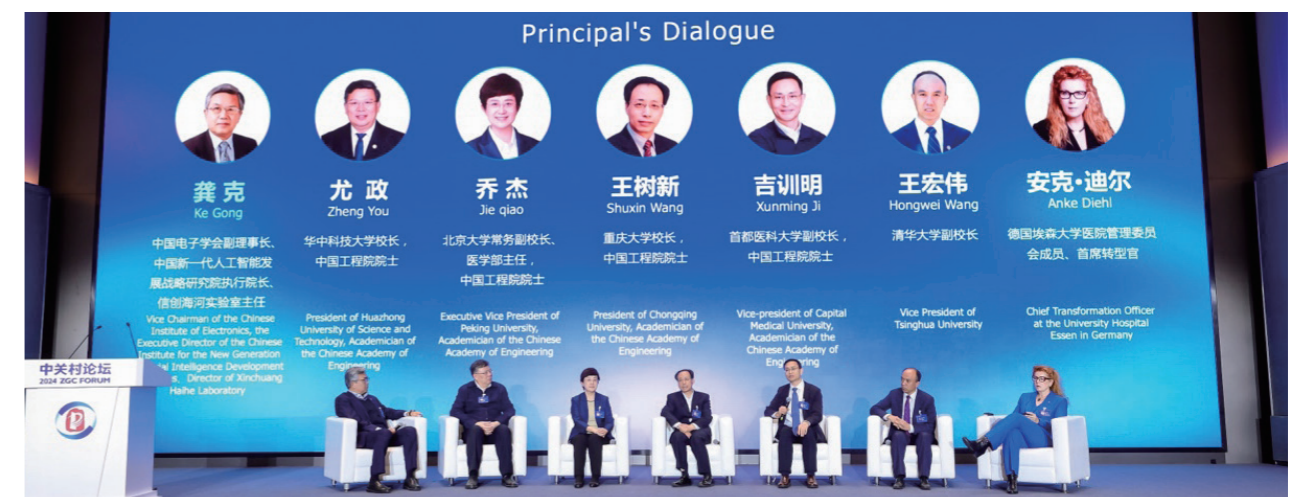 Principal's Dialogue
龚 克
Ke Gong
中国电子学会副理事长、
中国新一代人工智能发
展战略研究院执行院长、
信创海河实验室主任
Vice Chairman of the Chinese
Institute of Electronics, the
Executive Director of the Chinese
Institute for the New Generation
Intelligence Development
Director of Xinchuang
Haihe Laboratory
尤 政
Zheng You
华中科技大学校长，
中国工程院院士
President of Huazhong
University of Science and
Technology, Academician of
the Chinese Academy of
Engineering
乔 杰
Jie qiao
北京大学常务副校长、
医学部主任，
中国工程院院士
Executive Vice President of
Peking University,
Academician of the Chinese
Academy of Engineering
王树新
Shuxin Wang
重庆大学校长，
中国工程院院士
President of Chongqing
University, Academician of
the Chinese Academy of
Engineering
吉训明
Xunming Ji
首都医科大学副校长，
中国工程院院士
Vice-president of Capital
Medical University,
Academician of the
Chinese Academy of
Engineering
王宏伟
Hongwei Wang
清华大学副校长
Vice President of
Tsinghua University
安克·迪尔
Anke Diehl
德国埃森大学医院管理委员
会成员、首席转型官
Chief Transformation Officer
at the University Hospital
Essen in Germany
中关村论坛
2024 ZGC FORUM